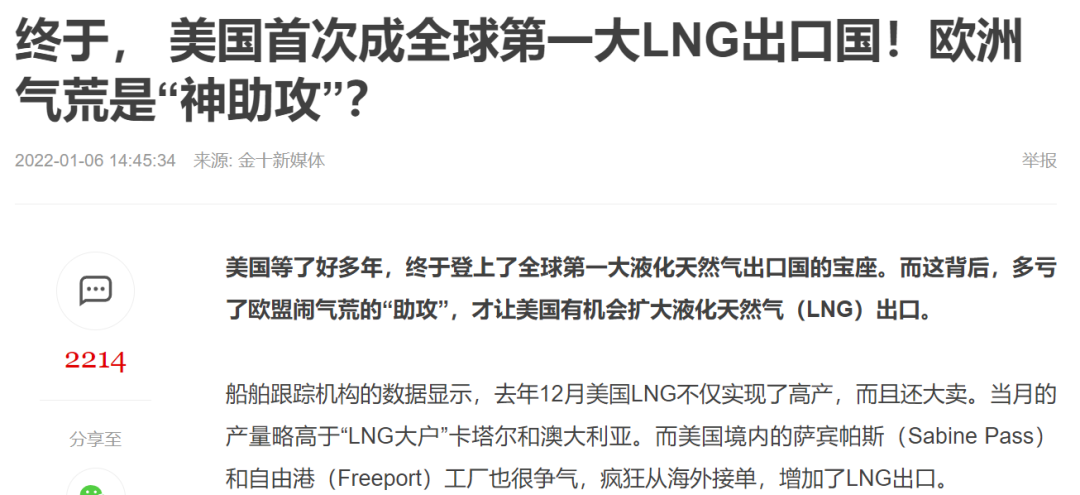 终于， 美国首次成全球第一大LNG出口国！欧洲
气荒是“神助攻”？
2022-01-06 14:45:34 来源: 金十新媒体 举报
美国等了好多年，终于登上了全球第一大液化天然气出口国的宝座。而这背后，多亏
了欧盟闹气荒的“助攻”，才让美国有机会扩大液化天然气（LNG）出口。
2214
分享至
船舶跟踪机构的数据显示，去年12月美国LNG不仅实现了高产，而且还大卖。当月的
产量略高于“LNG大户”卡塔尔和澳大利亚。而美国境内的萨宾帕斯（Sabine Pass）
和自由港（Freeport）工厂也很争气，疯狂从海外接单，增加了LNG出口。